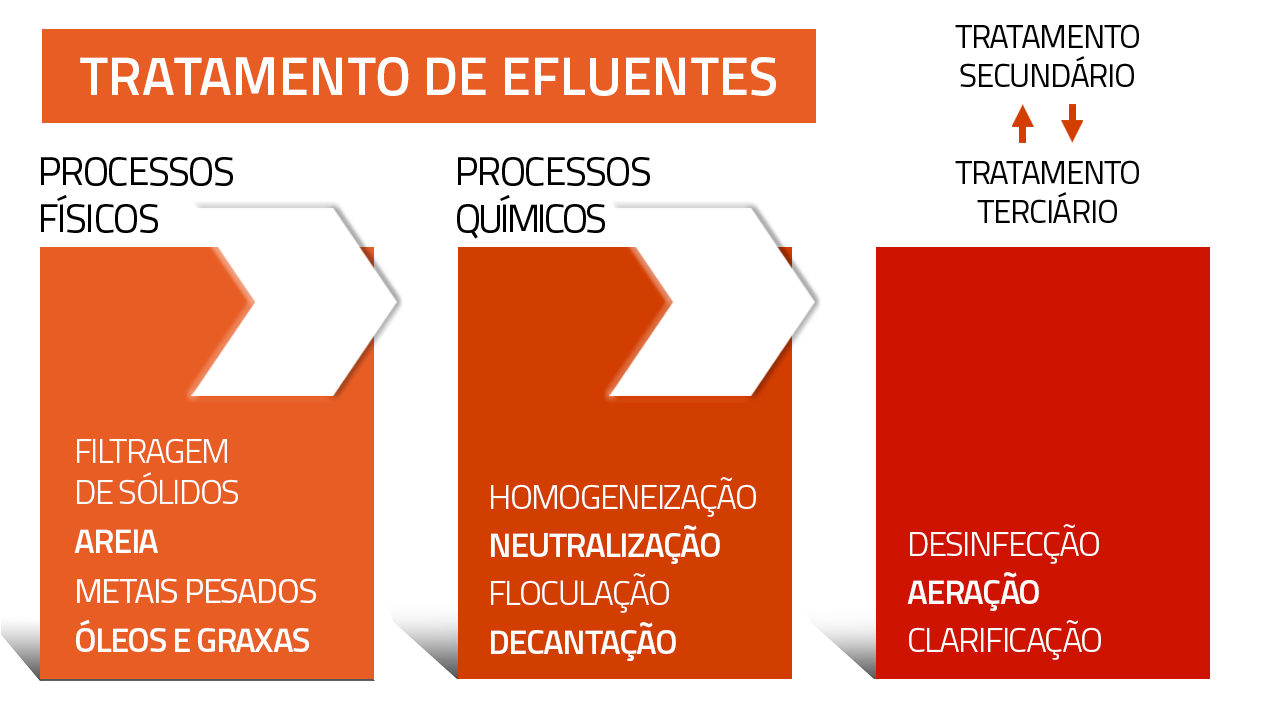 TRATAMENTO DE EFLUENTES
PROCESSOS
FÍSICOS
FILTRAGEM
DE SÓLIDOS
AREIA
METAIS PESADOS
ÓLEOS E GRAXAS
PROCESSOS
QUÍMICOS
HOMOGENEIZAÇÃO
NEUTRALIZAÇÃO
FLOCULAÇÃO
DECANTAÇÃO
TRATAMENTO
SECUNDÁRIO
TRATAMENTO
TERCIÁRIO
DESINFECÇÃO
AERAÇÃO
CLARIFICAÇÃO